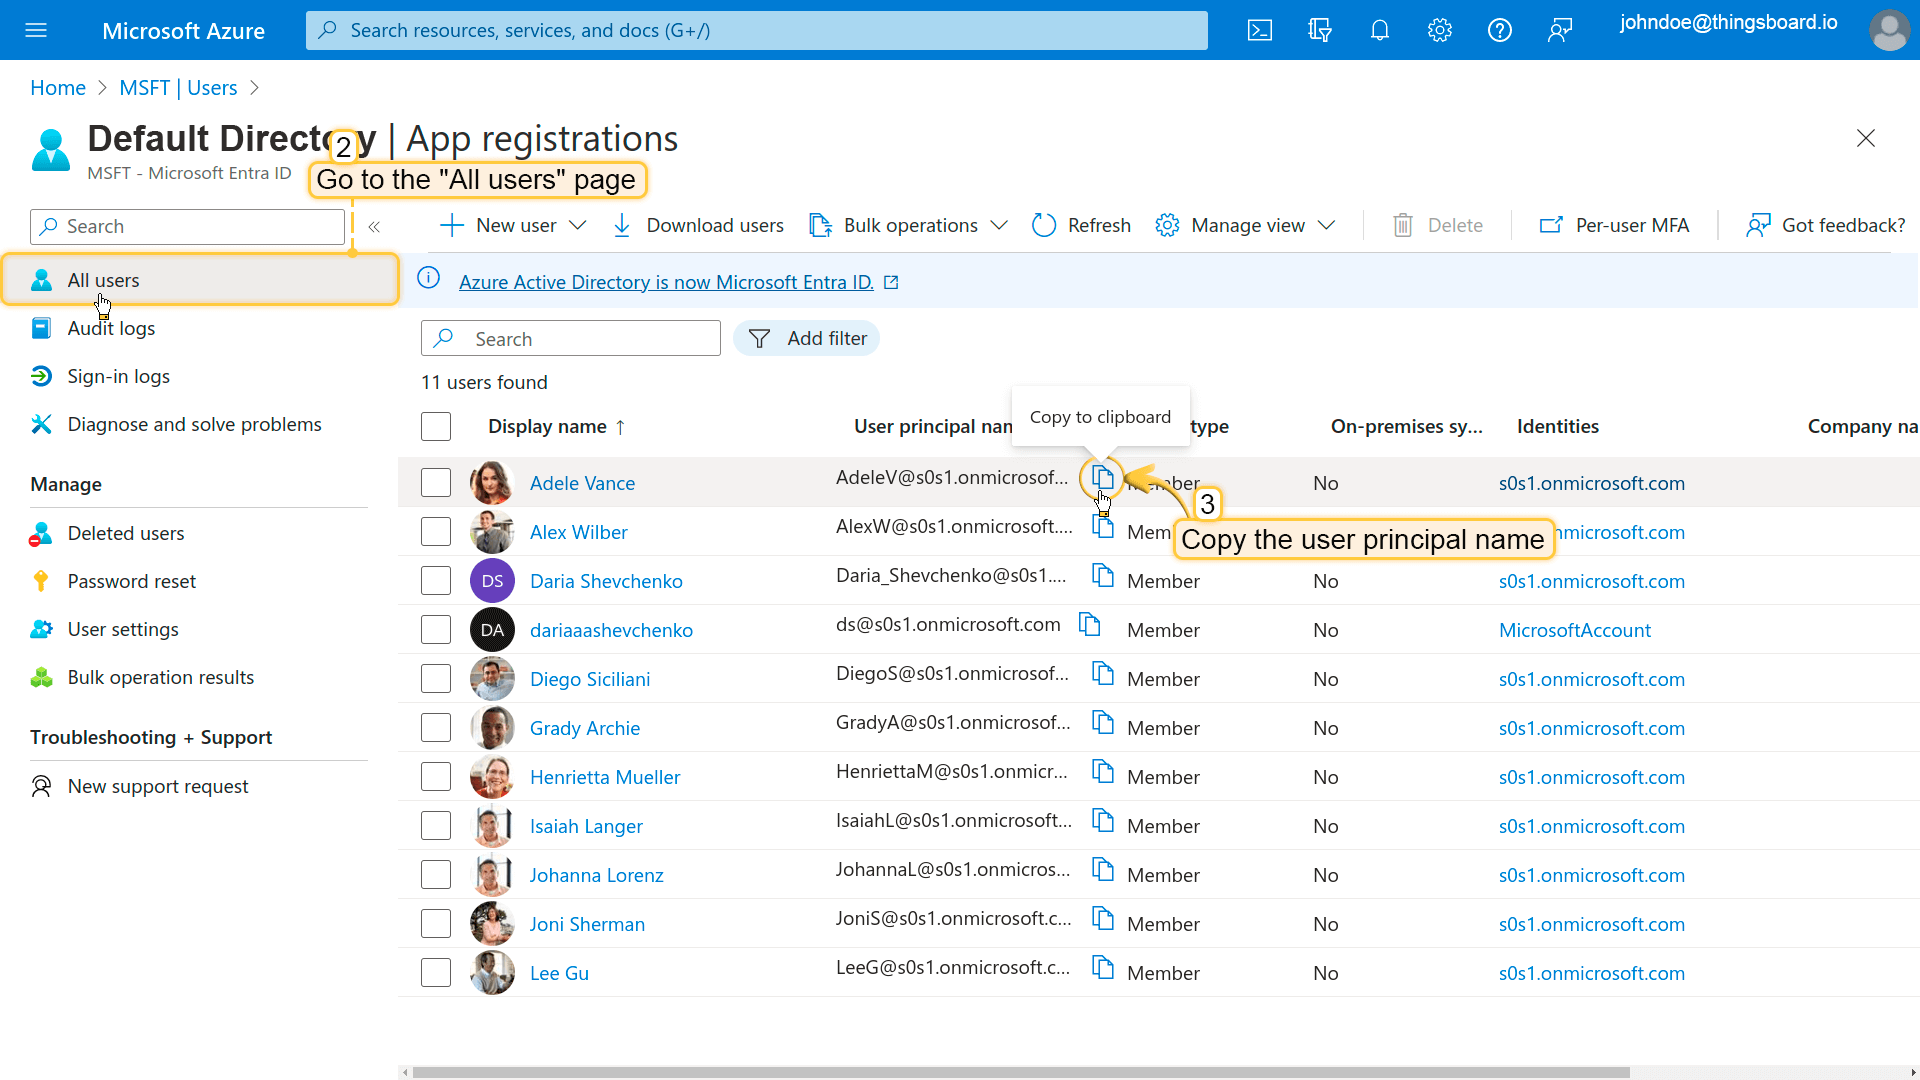 Microsoft Azure
Search resources, services, and docs (G+/)
johndoe@thingsboard.io
Home > MSFT | Users >
Default Directory | App registrations
MSFT - Microsoft Entra ID
2
Go to the "All users" page
Search
«
New user
Download users
Bulk operations
Refresh
Manage view
Delete
Per-user MFA
Got feedback?
All users
Audit logs
Sign-in logs
Diagnose and solve problems
Manage
Deleted users
Password reset
User settings
Bulk operation results
Troubleshooting + Support
New support request
Azure Active Directory is now Microsoft Entra ID.
Search
Add filter
11 users found
Copy to clipboard
Display name ↑ User principal nam type On-premises sy... Identities Company na
Adele Vance AdeleV@s0s1.onmicrosof... Member No s0s1.onmicrosoft.com
3
Copy the user principal name
Alex Wilber AlexW@s0s1.onmicrosoft.... Mem nmicrosoft.com
DS Daria Shevchenko Daria_Shevchenko@s0s1.... Member No s0s1.onmicrosoft.com
DA dariaaashevchenko ds@s0s1.onmicrosoft.com Member No MicrosoftAccount
Diego Siciliani DiegoS@s0s1.onmicrosof... Member No s0s1.onmicrosoft.com
Grady Archie GradyA@s0s1.onmicrosof... Member No s0s1.onmicrosoft.com
Henrietta Mueller HenriettaM@s0s1.onmicr... Member No s0s1.onmicrosoft.com
Isaiah Langer IsaiahL@s0s1.onmicrosoft... Member No s0s1.onmicrosoft.com
Johanna Lorenz JohannaL@s0s1.onmicros... Member No s0s1.onmicrosoft.com
Joni Sherman JoniS@s0s1.onmicrosoft.c... Member No s0s1.onmicrosoft.com
Lee Gu LeeG@s0s1.onmicrosoft.c... Member No s0s1.onmicrosoft.com